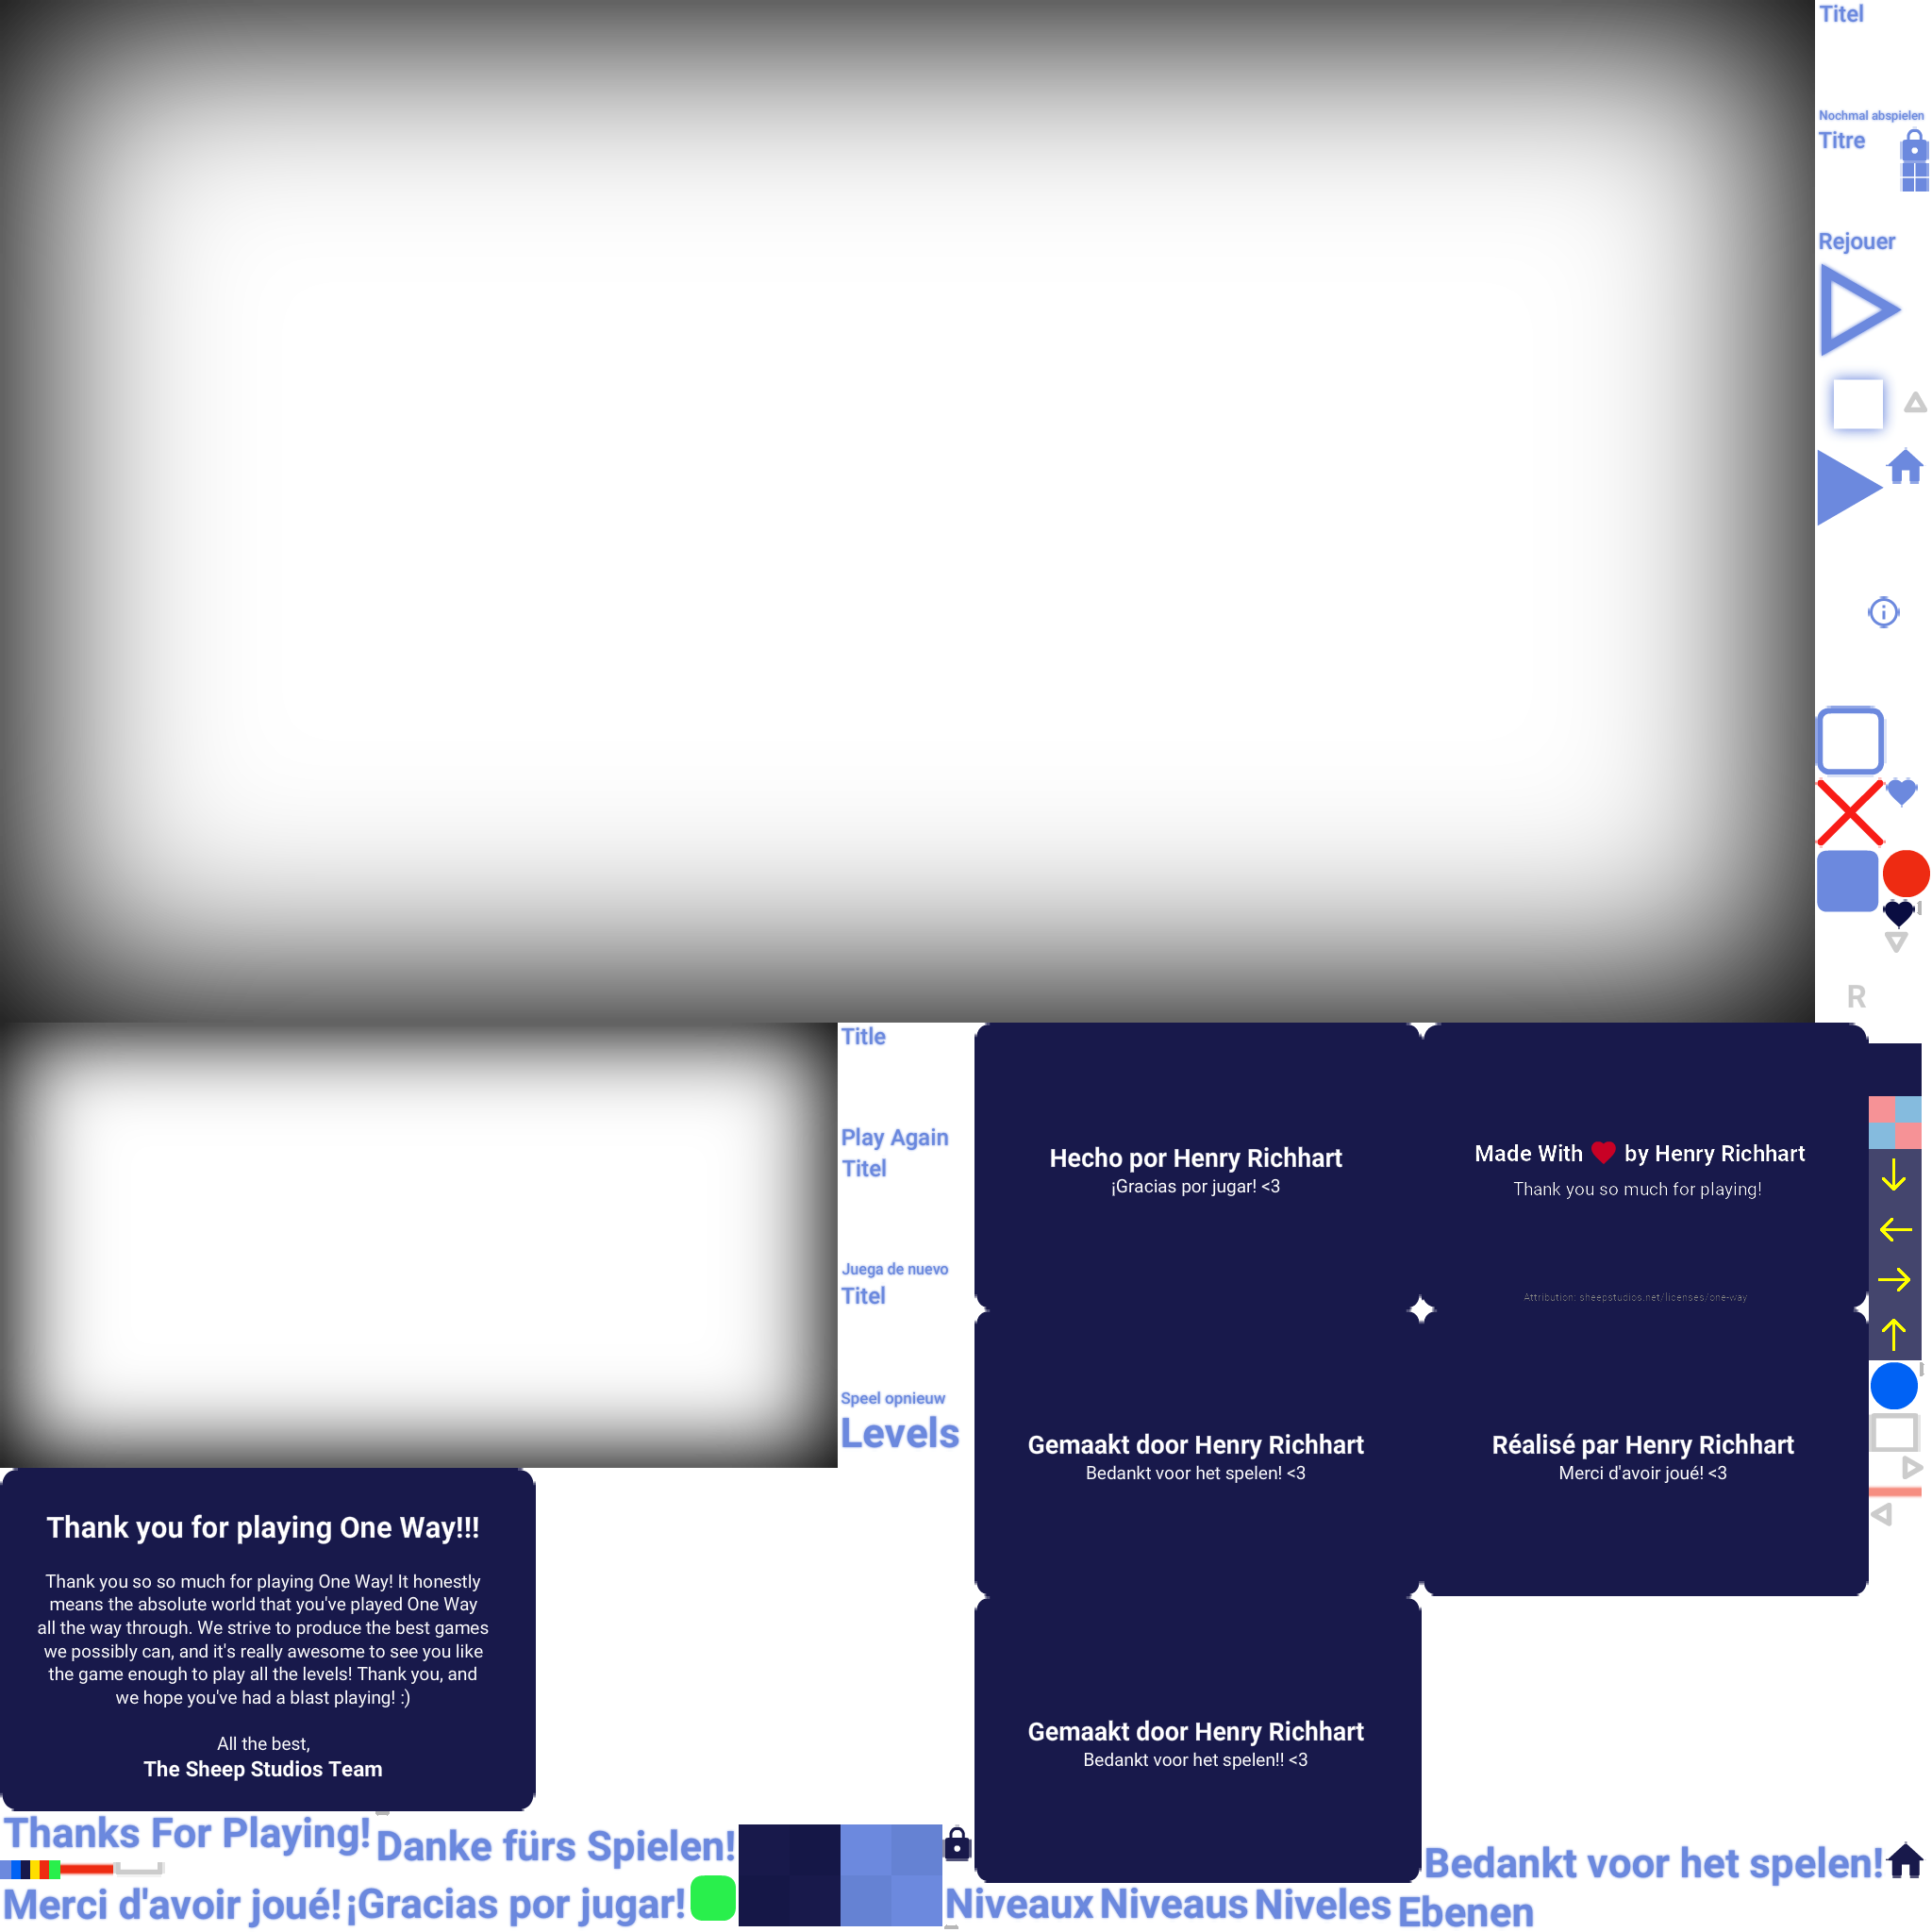 Titel
Nochmal abspielen
Titre
Rejouer
R
Title
Play Again
Titel
Juega de nuevo
Titel
Speel opnieuw
Levels
Hecho por Henry Richhart
¡Gracias por jugar! <3
Made With ❤ by Henry Richhart
Thank you so much for playing!
Attribution: sheepstudios.net/licenses/one-way
Gemaakt door Henry Richhart
Bedankt voor het spelen! <3
Réalisé par Henry Richhart
Merci d'avoir joué! <3
Thank you for playing One Way!!!
Thank you so so much for playing One Way! It honestly
means the absolute world that you've played One Way
all the way through. We strive to produce the best games
we possibly can, and it's really awesome to see you like
the game enough to play all the levels! Thank you, and
we hope you've had a blast playing! :)
All the best,
The Sheep Studios Team
Gemaakt door Henry Richhart
Bedankt voor het spelen!! <3
Thanks For Playing!
Danke fürs Spielen!
Bedankt voor het spelen!
Merci d'avoir joué!
¡Gracias por jugar!
Niveaux
Niveaus
Niveles
Ebenen